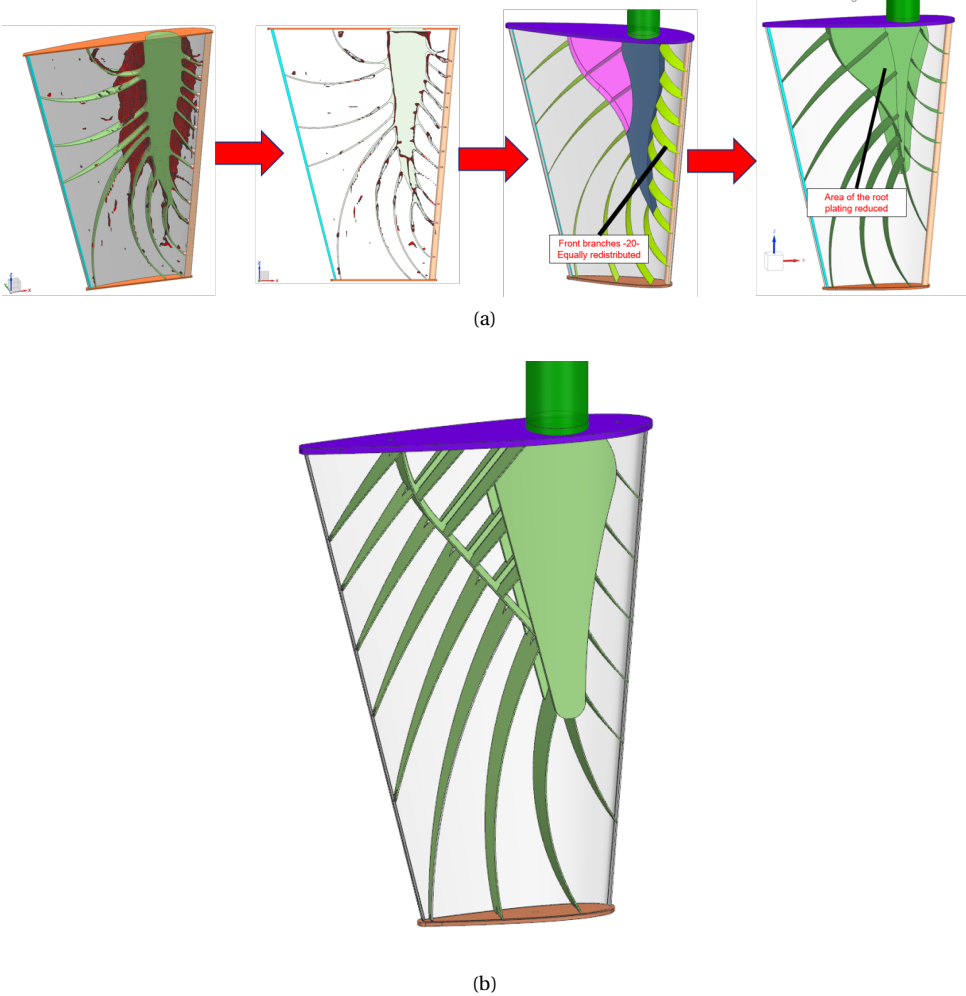 Front branches -20-
Equally redistributed
Area of the root
plating reduced
z
x
(a)
(b)